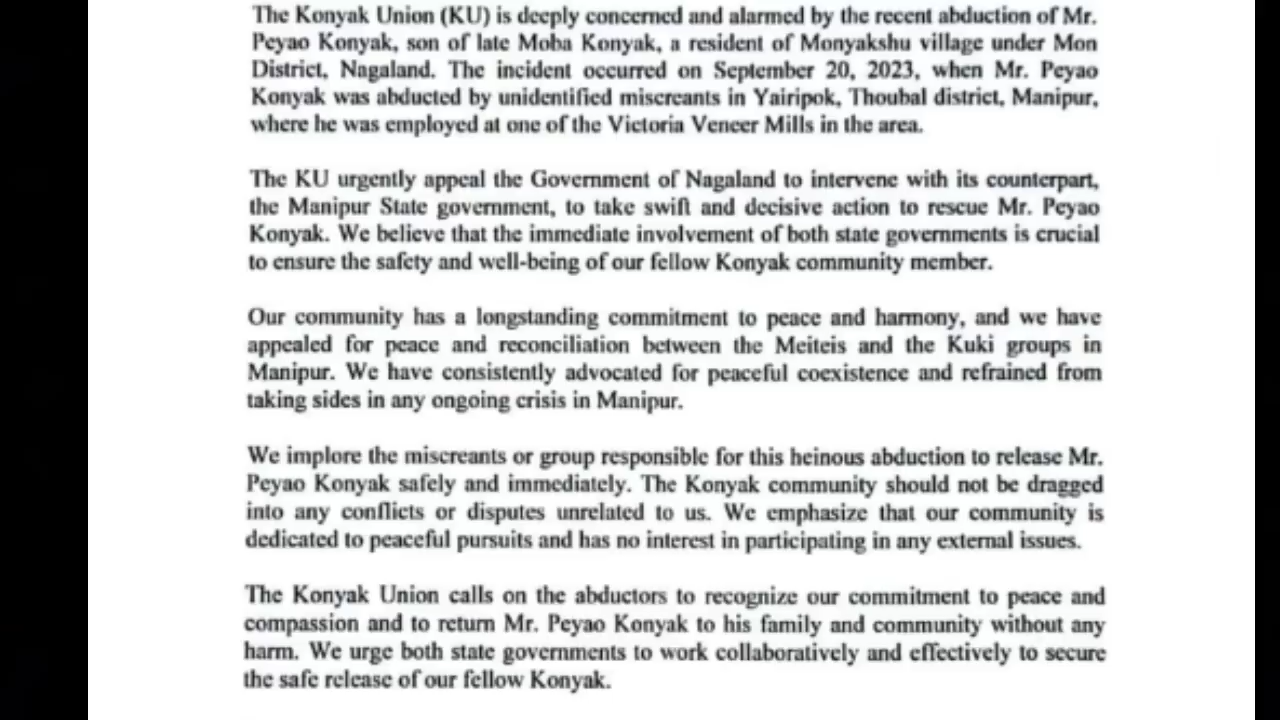 The Konyak Union (KU) is deeply concerned and alarmed by the recent abduction of Mr.
Peyao Konyak, son of late Moba Konyak, a resident of Monyakshu village under Mon
District, Nagaland. The incident occurred on September 20, 2023, when Mr. Peyao
Konyak was abducted by unidentified miscreants in Yairipok, Thoubal district, Manipur,
where he was employed at one of the Victoria Veneer Mills in the area.
The KU urgently appeal the Government of Nagaland to intervene with its counterpart,
the Manipur State government, to take swift and decisive action to rescue Mr. Peyao
Konyak. We believe that the immediate involvement of both state governments is crucial
to ensure the safety and well-being of our fellow Konyak community member.
Our community has a longstanding commitment to peace and harmony, and we have
appealed for peace and reconciliation between the Meiteis and the Kuki groups in
Manipur. We have consistently advocated for peaceful coexistence and refrained from
taking sides in any ongoing crisis in Manipur.
We implore the miscreants or group responsible for this heinous abduction to release Mr.
Peyao Konyak safely and immediately. The Konyak community should not be dragged
into any conflicts or disputes unrelated to us. We emphasize that our community is
dedicated to peaceful pursuits and has no interest in participating in any external issues.
The Konyak Union calls on the abductors to recognize our commitment to peace and
compassion and to return Mr. Peyao Konyak to his family and community without any
harm. We urge both state governments to work collaboratively and effectively to secure
the safe release of our fellow Konyak.